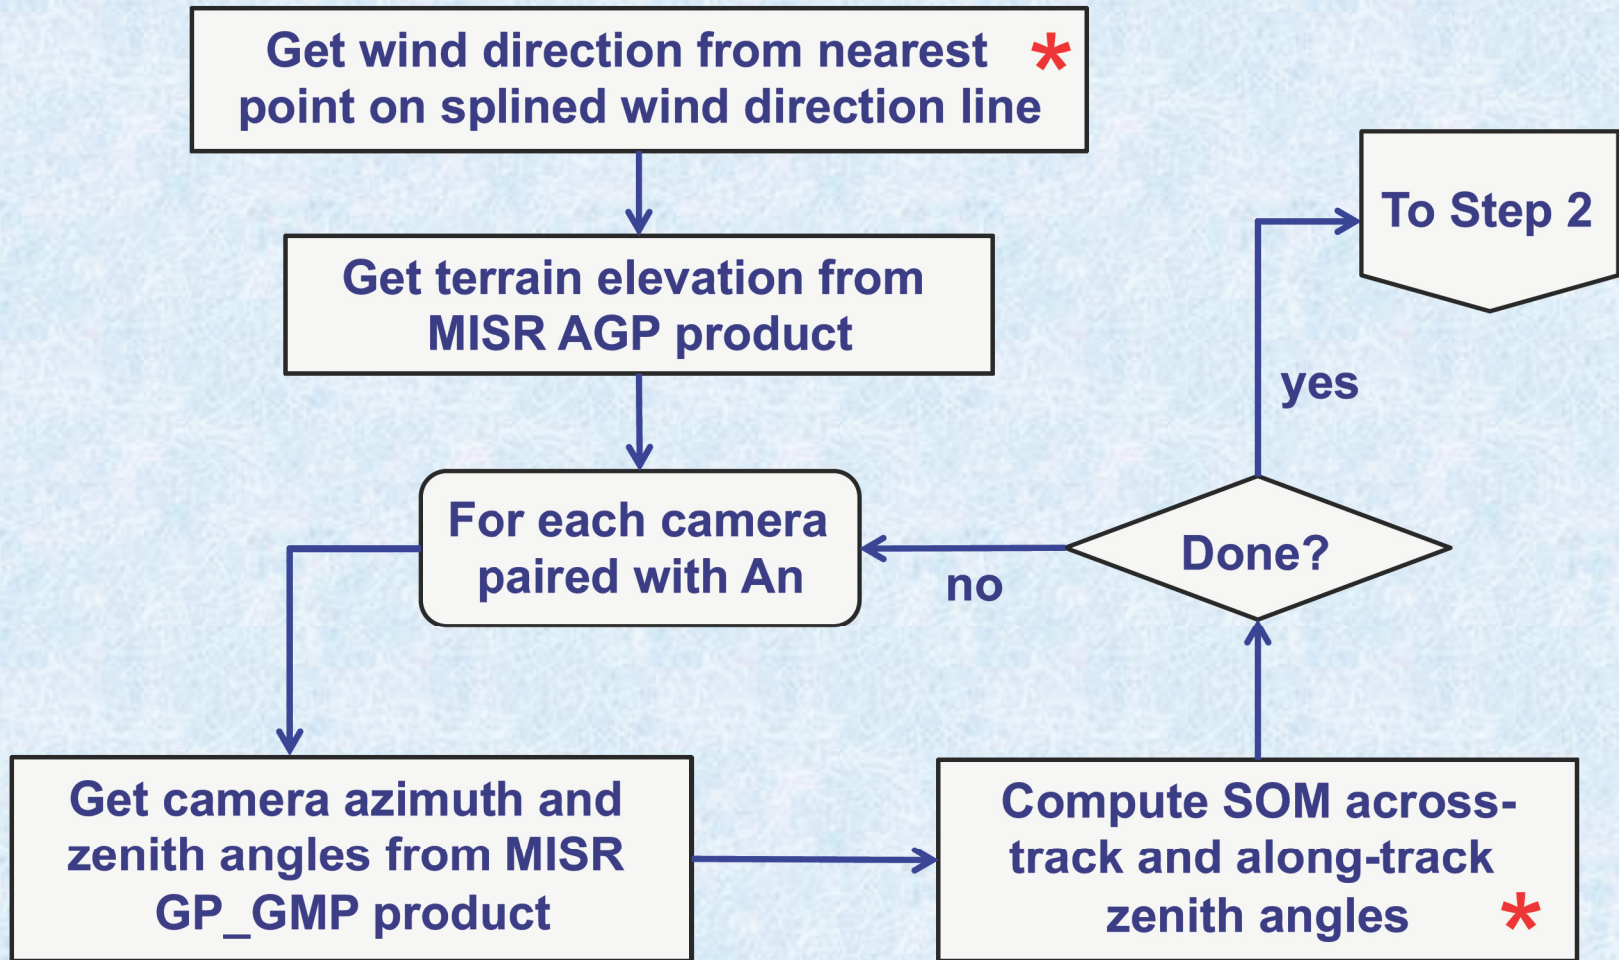 Get wind direction from nearest *
point on splined wind direction line
Get terrain elevation from
MISR AGP product
For each camera
paired with An
Get camera azimuth and
zenith angles from MISR
GP_GMP product
Compute SOM across-
track and along-track
zenith angles *
Done?
no
yes
To Step 2